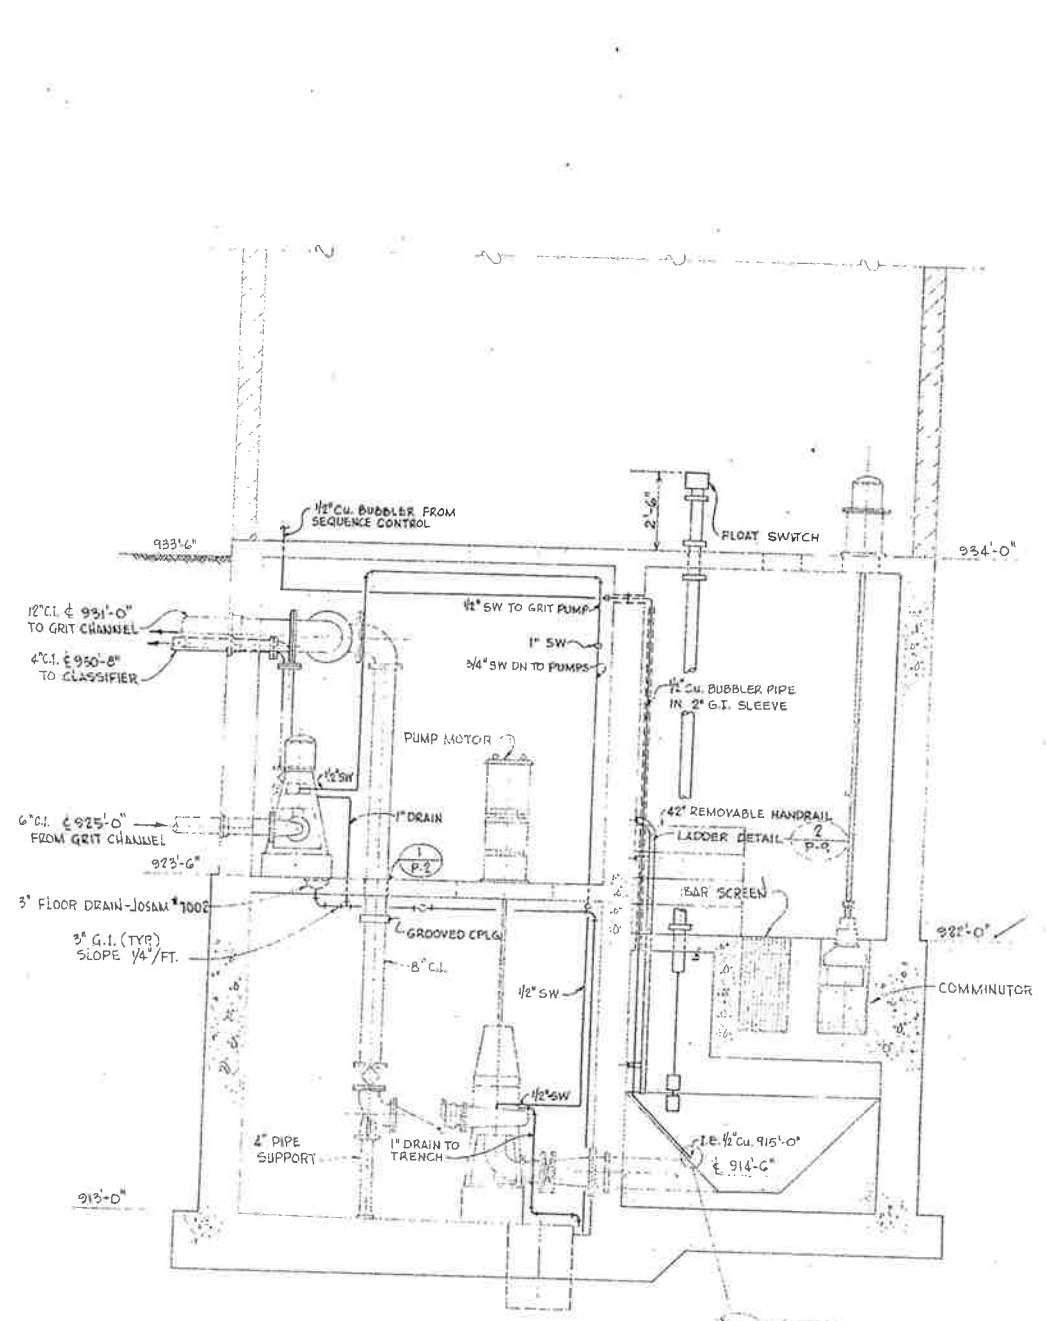 1/2" CU. BUBBLER FROM
SEQUENCE CONTROL
2'-6"
FLOAT SWITCH
933'-6"
934'-0"
12" C.I. ℄ 931'-0"
TO GRIT CHANNEL
4" C.I. ℄ 930'-8"
TO CLASSIFIER
1/2" SW TO GRIT PUMP
1" SW
3/4" SW DN TO PUMPS
1/2" CU. BUBBLER PIPE
IN 2" G.I. SLEEVE
PUMP MOTOR
1/2" SW
6" C.I. ℄ 925'-0"
FROM GRIT CHANNEL
1" DRAIN
42" REMOVABLE HANDRAIL
LADDER DETAIL
2
P-9
923'-6"
1
P-2
BAR SCREEN
3" FLOOR DRAIN-JOSAM #7002
GROOVED CPLG
922'-0"
3" G.I. (TYP.)
SLOPE 1/4"/FT.
8" C.I.
1/2" SW
COMMINUTOR
1/2" SW
4" PIPE
SUPPORT
1" DRAIN TO
TRENCH
I.E. 1/2" CU. 915'-0"
℄ 914'-6"
913'-0"